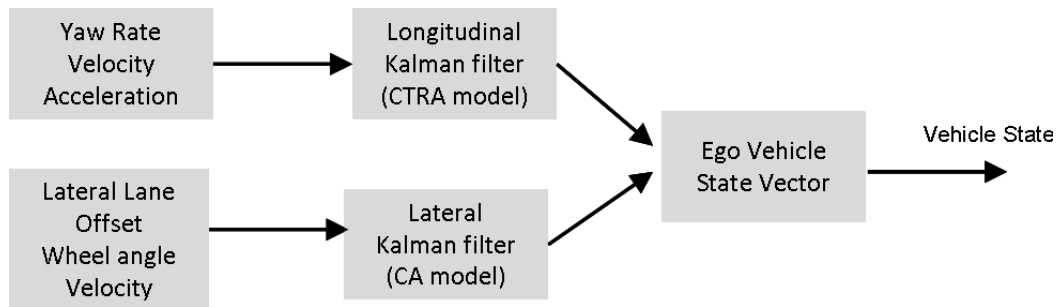 Yaw Rate
Velocity
Acceleration
Longitudinal
Kalman filter
(CTRA model)
Lateral Lane
Offset
Wheel angle
Velocity
Lateral
Kalman filter
(CA model)
Ego Vehicle
State Vector
Vehicle State